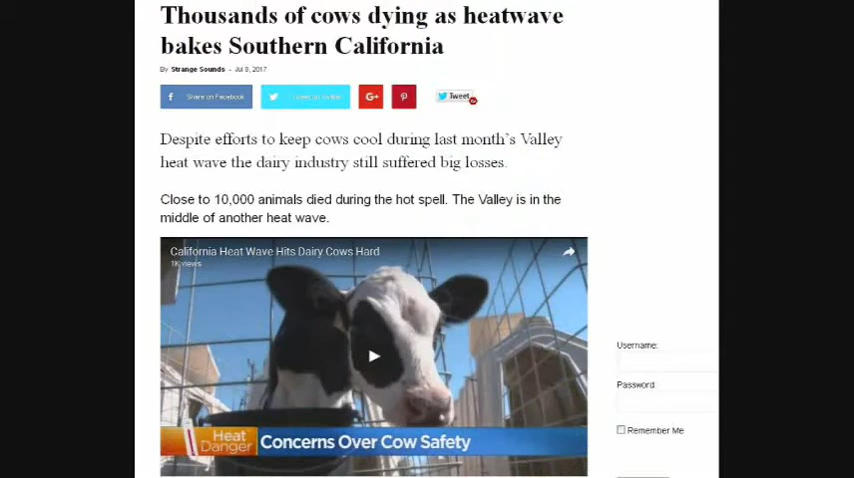 Thousands of cows dying as heatwave
bakes Southern California
By Strange Sounds - Jul 9, 2017
Share on Facebook
Tweet
Despite efforts to keep cows cool during last month's Valley
heat wave the dairy industry still suffered big losses.
Close to 10,000 animals died during the hot spell. The Valley is in the
middle of another heat wave.
California Heat Wave Hits Dairy Cows Hard
1K views
Heat
Danger
Concerns Over Cow Safety
Username:
Password:
Remember Me